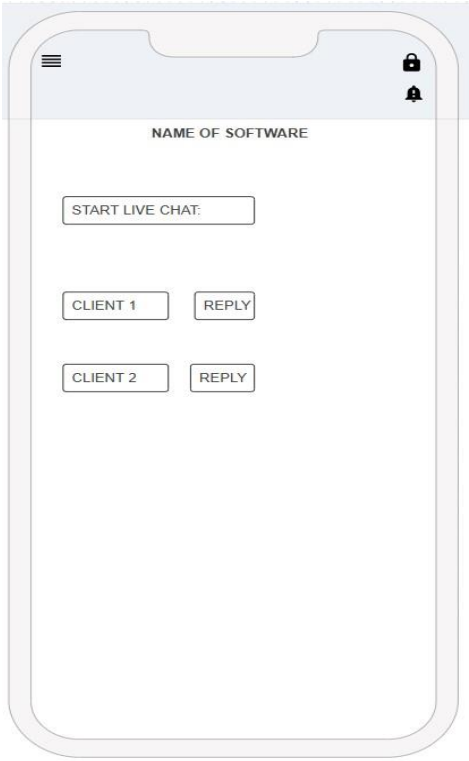 NAME OF SOFTWARE
START LIVE CHAT:
CLIENT 1 REPLY
CLIENT 2 REPLY